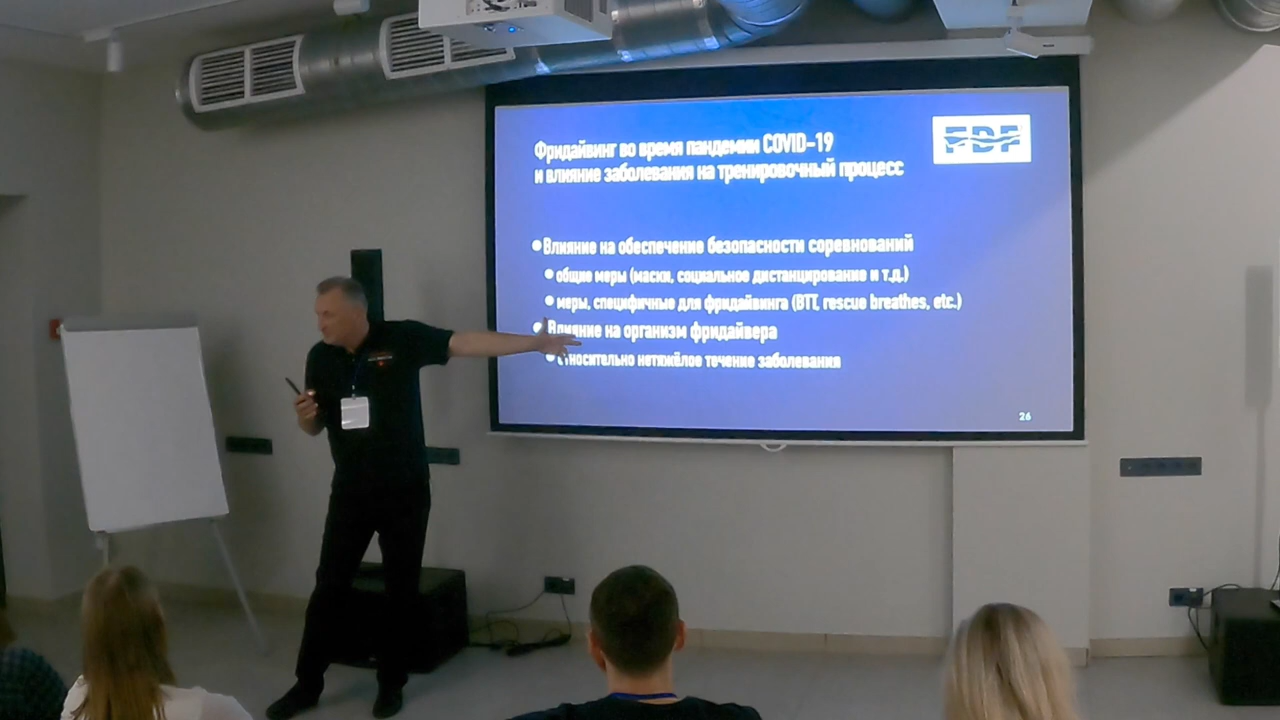 Фридайвинг во время пандемии COVID-19
и влияние заболевания на тренировочный процесс
FDF
•Влияние на обеспечение безопасности соревнований
•общие меры (маски, социальное дистанцирование и т.д.)
•меры, специфичные для фридайвинга (BTT, rescue breathes, etc.)
•Влияние на организм фридайвера
•относительно нетяжёлое течение заболевания
26